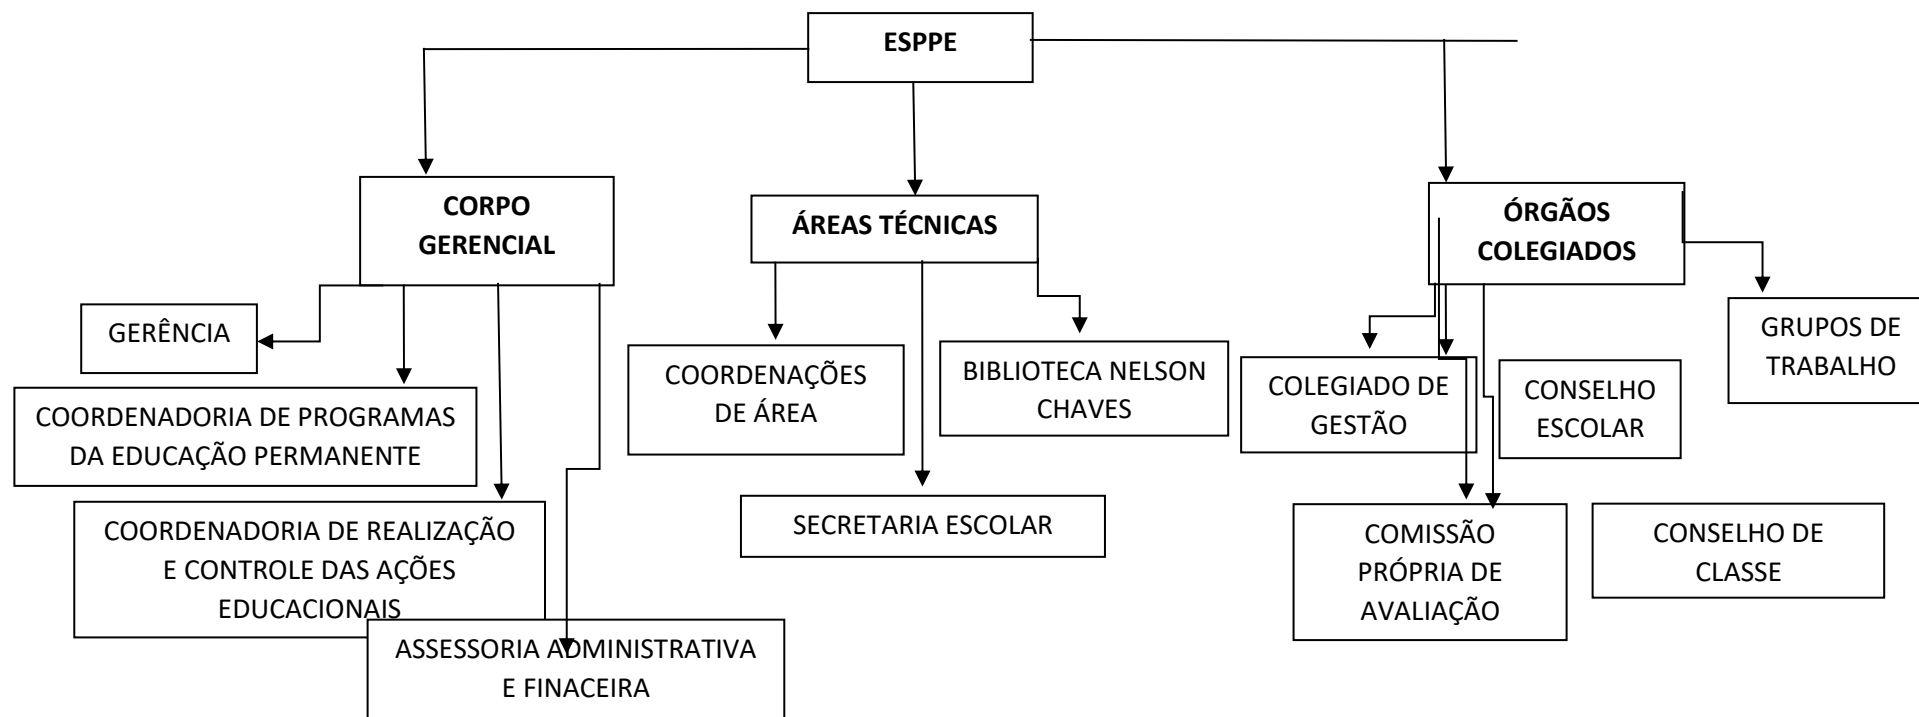 ESPPE
CORPO
GERENCIAL
ÁREAS TÉCNICAS
ÓRGÃOS
COLEGIADOS
GERÊNCIA
COORDENADORIA DE PROGRAMAS
DA EDUCAÇÃO PERMANENTE
COORDENADORIA DE REALIZAÇÃO
E CONTROLE DAS AÇÕES
EDUCACIONAIS
ASSESSORIA ADMINISTRATIVA
E FINACEIRA
COORDENAÇÕES
DE ÁREA
BIBLIOTECA NELSON
CHAVES
SECRETARIA ESCOLAR
COLEGIADO DE
GESTÃO
CONSELHO
ESCOLAR
GRUPOS DE
TRABALHO
COMISSÃO
PRÓPRIA DE
AVALIAÇÃO
CONSELHO DE
CLASSE